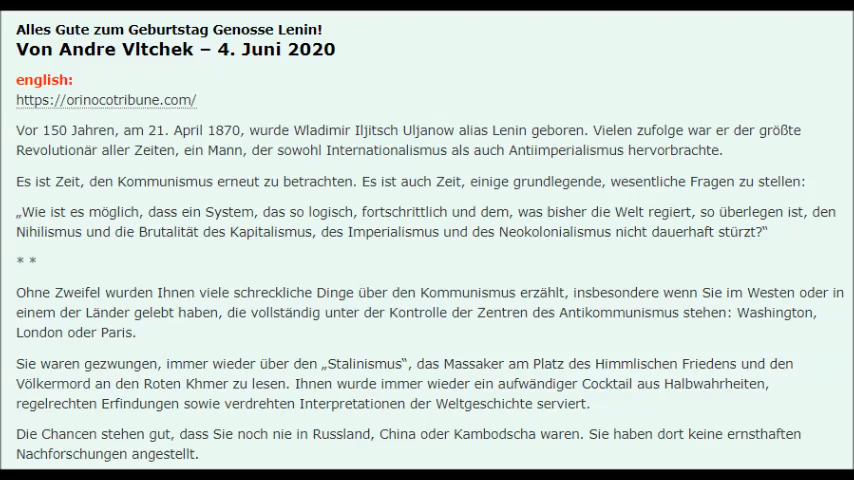 Alles Gute zum Geburtstag Genosse Lenin!
Von Andre Vltchek – 4. Juni 2020
english:
https://orinocotribune.com/
Vor 150 Jahren, am 21. April 1870, wurde Wladimir Iljitsch Uljanow alias Lenin geboren. Vielen zufolge war er der größte
Revolutionär aller Zeiten, ein Mann, der sowohl Internationalismus als auch Antiimperialismus hervorbrachte.
Es ist Zeit, den Kommunismus erneut zu betrachten. Es ist auch Zeit, einige grundlegende, wesentliche Fragen zu stellen:
„Wie ist es möglich, dass ein System, das so logisch, fortschrittlich und dem, was bisher die Welt regiert, so überlegen ist, den
Nihilismus und die Brutalität des Kapitalismus, des Imperialismus und des Neokolonialismus nicht dauerhaft stürzt?“
* *
Ohne Zweifel wurden Ihnen viele schreckliche Dinge über den Kommunismus erzählt, insbesondere wenn Sie im Westen oder in
einem der Länder gelebt haben, die vollständig unter der Kontrolle der Zentren des Antikommunismus stehen: Washington,
London oder Paris.
Sie waren gezwungen, immer wieder über den „Stalinismus“, das Massaker am Platz des Himmlischen Friedens und den
Völkermord an den Roten Khmer zu lesen. Ihnen wurde immer wieder ein aufwändiger Cocktail aus Halbwahrheiten,
regelrechten Erfindungen sowie verdrehten Interpretationen der Weltgeschichte serviert.
Die Chancen stehen gut, dass Sie noch nie in Russland, China oder Kambodscha waren. Sie haben dort keine ernsthaften
Nachforschungen angestellt.